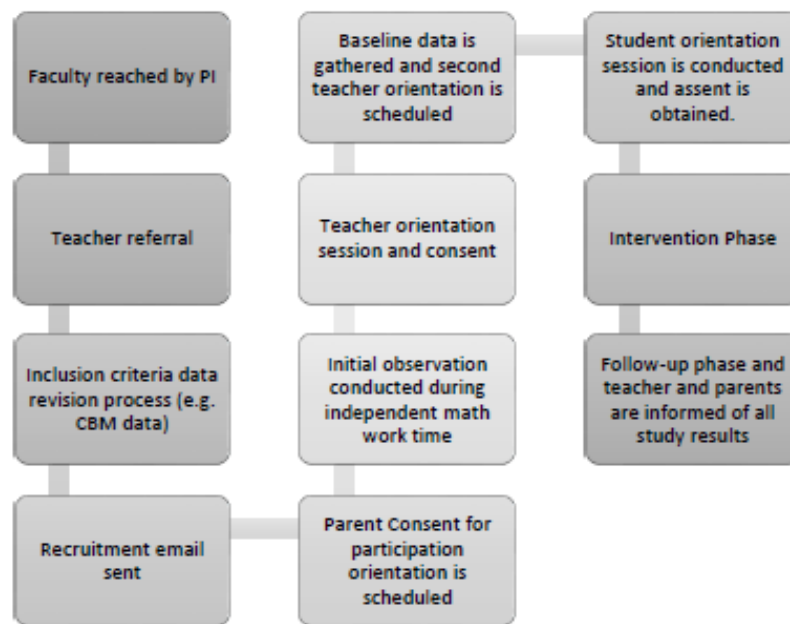 Faculty reached by PI
Teacher referral
Inclusion criteria data
revision process (e.g.
CBM data)
Recruitment email
sent
Parent Consent for
participation
orientation is
scheduled
Initial observation
conducted during
independent math
work time
Teacher orientation
session and consent
Baseline data is
gathered and second
teacher orientation is
scheduled
Student orientation
session is conducted
and assent is
obtained.
Intervention Phase
Follow-up phase and
teacher and parents
are informed of all
study results